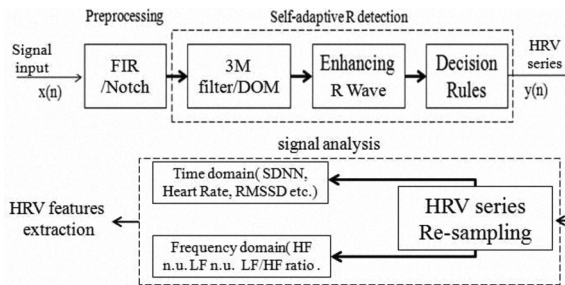 Preprocessing
Self-adaptive R detection
Signal
input
x(n)
FIR
/Notch
3M
filter/DOM
Enhancing
R Wave
Decision
Rules
HRV
series
y(n)
signal analysis
Time domain( SDNN,
Heart Rate, RMSSD etc.)
HRV series
Re-sampling
HRV features
extraction
Frequency domain( HF
n.u. LF n.u. LF/HF ratio .